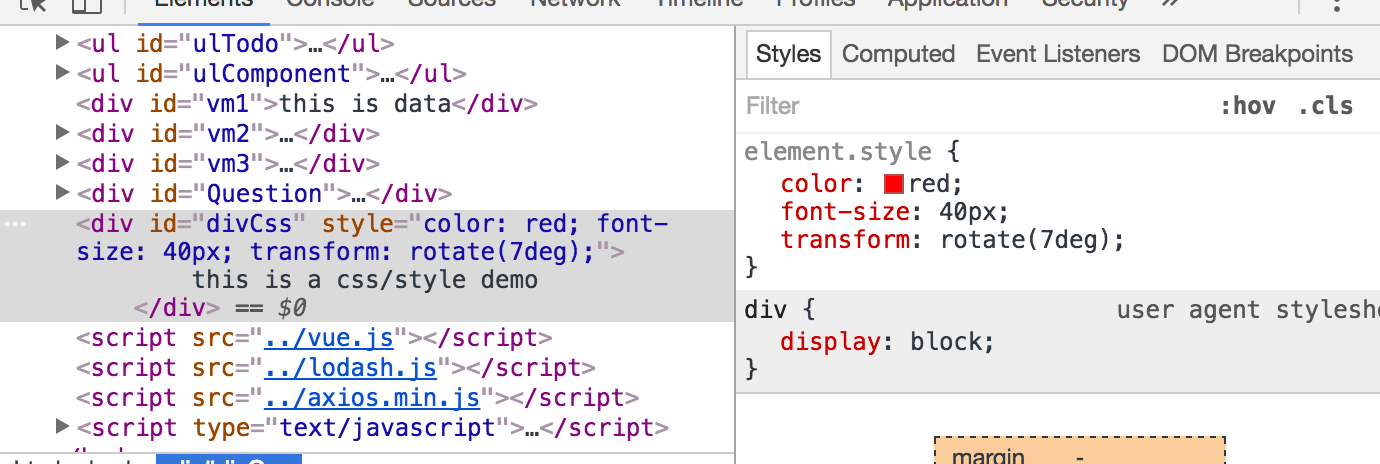 Elements Console Sources Network Timeline Profiles Application Security »
▶<ul id="ulTodo">…</ul>
▶<ul id="ulComponent">…</ul>
<div id="vm1">this is data</div>
▶<div id="vm2">…</div>
▶<div id="vm3">…</div>
▶<div id="Question">…</div>
<div id="divCss" style="color: red; font-
size: 40px; transform: rotate(7deg);">
this is a css/style demo
</div> == $0
<script src="../vue.js"></script>
<script src="../lodash.js"></script>
<script src="../axios.min.js"></script>
▶<script type="text/javascript">…</script>
Styles Computed Event Listeners DOM Breakpoints
Filter :hov .cls
element.style {
color: red;
font-size: 40px;
transform: rotate(7deg);
}
div { user agent styleshe
display: block;
}
margin -